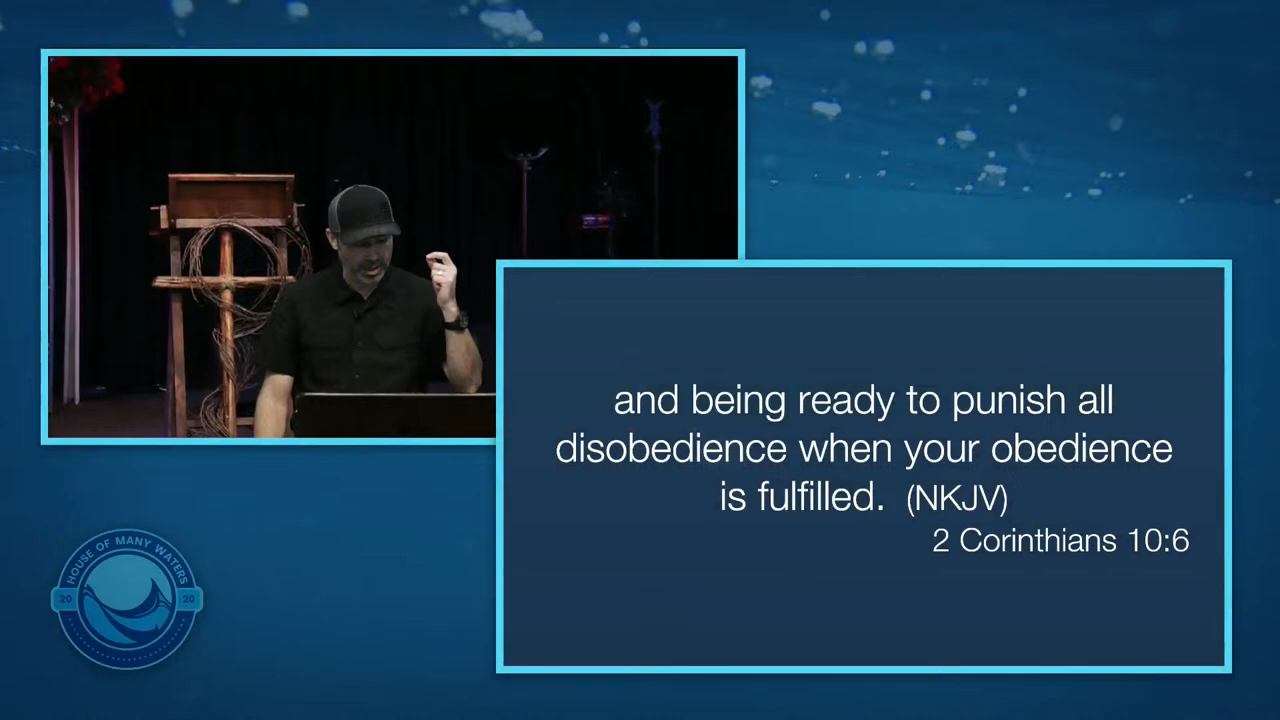 and being ready to punish all
disobedience when your obedience
is fulfilled. (NKJV)
2 Corinthians 10:6
HOUSE OF MANY WATERS
20 20